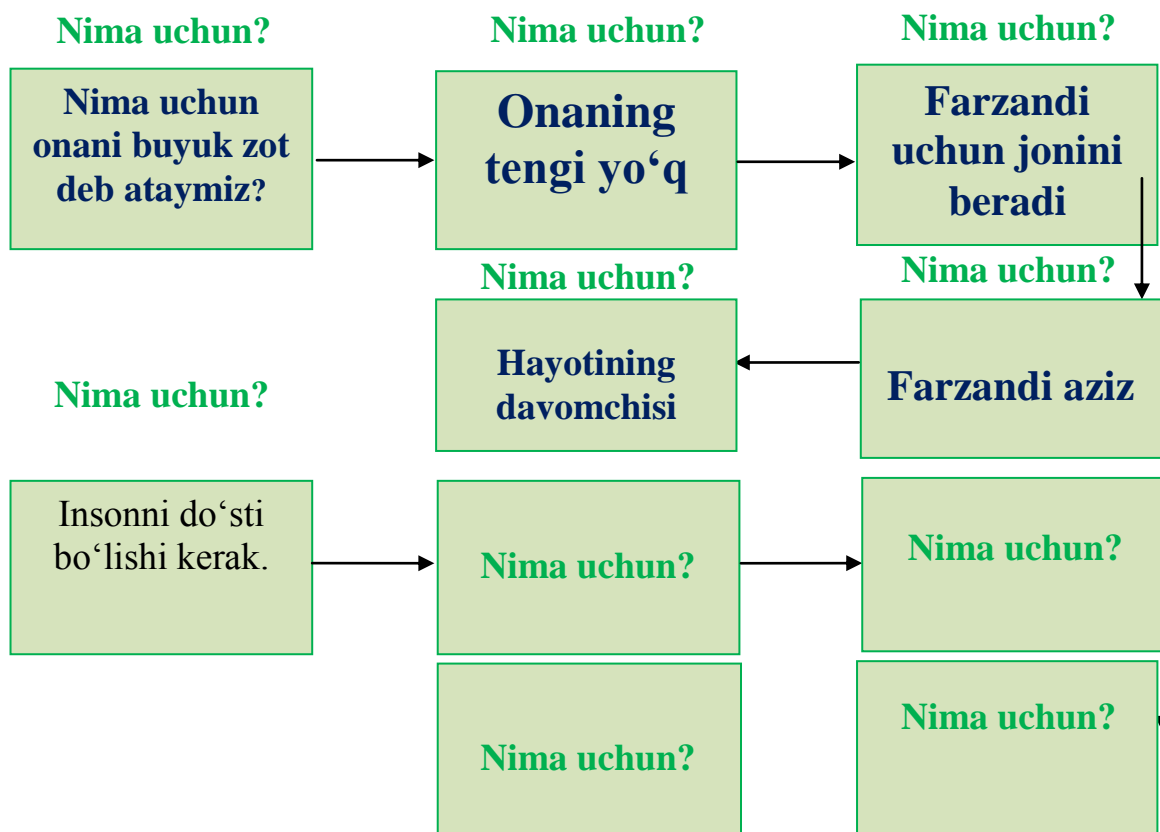 Nima uchun?
Nima uchun?
Nima uchun?
Nima uchun
onani buyuk zot
deb ataymiz?
Onaning
tengi yo‘q
Farzandi
uchun jonini
beradi
Nima uchun?
Nima uchun?
Hayotining
davomchisi
Farzandi aziz
Nima uchun?
Insonni do‘sti
bo‘lishi kerak.
Nima uchun?
Nima uchun?
Nima uchun?
Nima uchun?